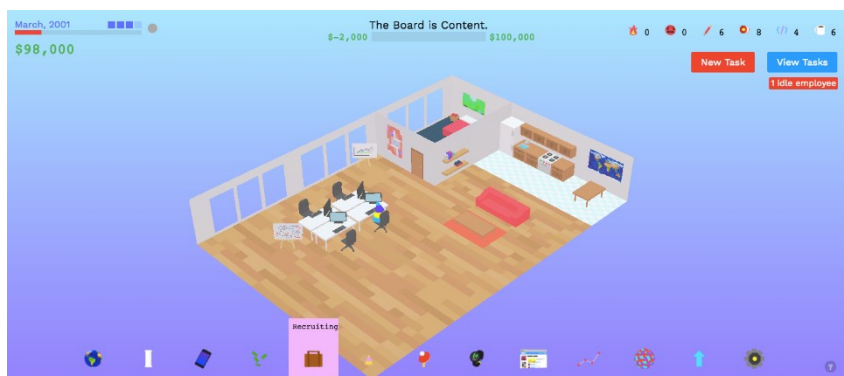 March, 2001
$98,000
The Board is Content.
$-2,000 $100,000
0 0 6 8 4 6
New Task
View Tasks
1 Idle employee
Recruiting
?